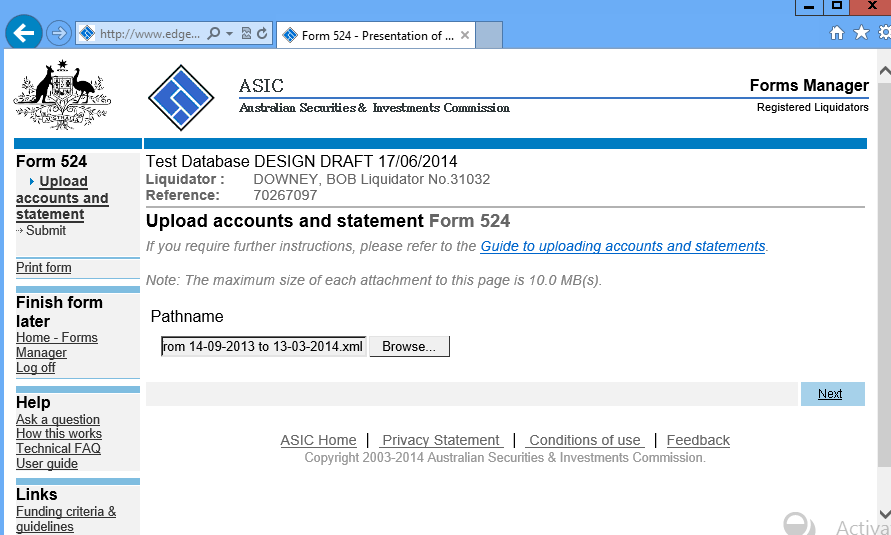 http://www.edge...
Form 524 - Presentation of ...
ASIC
Australian Securities & Investments Commission
Forms Manager
Registered Liquidators
Form 524
Upload accounts and statement
Submit
Print form
Finish form later
Home - Forms Manager
Log off
Help
Ask a question
How this works
Technical FAQ
User guide
Links
Funding criteria & guidelines
Test Database DESIGN DRAFT 17/06/2014
Liquidator : DOWNEY, BOB Liquidator No.31032
Reference: 70267097
Upload accounts and statement Form 524
If you require further instructions, please refer to the Guide to uploading accounts and statements.
Note: The maximum size of each attachment to this page is 10.0 MB(s).
Pathname
rom 14-09-2013 to 13-03-2014.xml Browse...
Next
ASIC Home | Privacy Statement | Conditions of use | Feedback
Copyright 2003-2014 Australian Securities & Investments Commission.
Activa